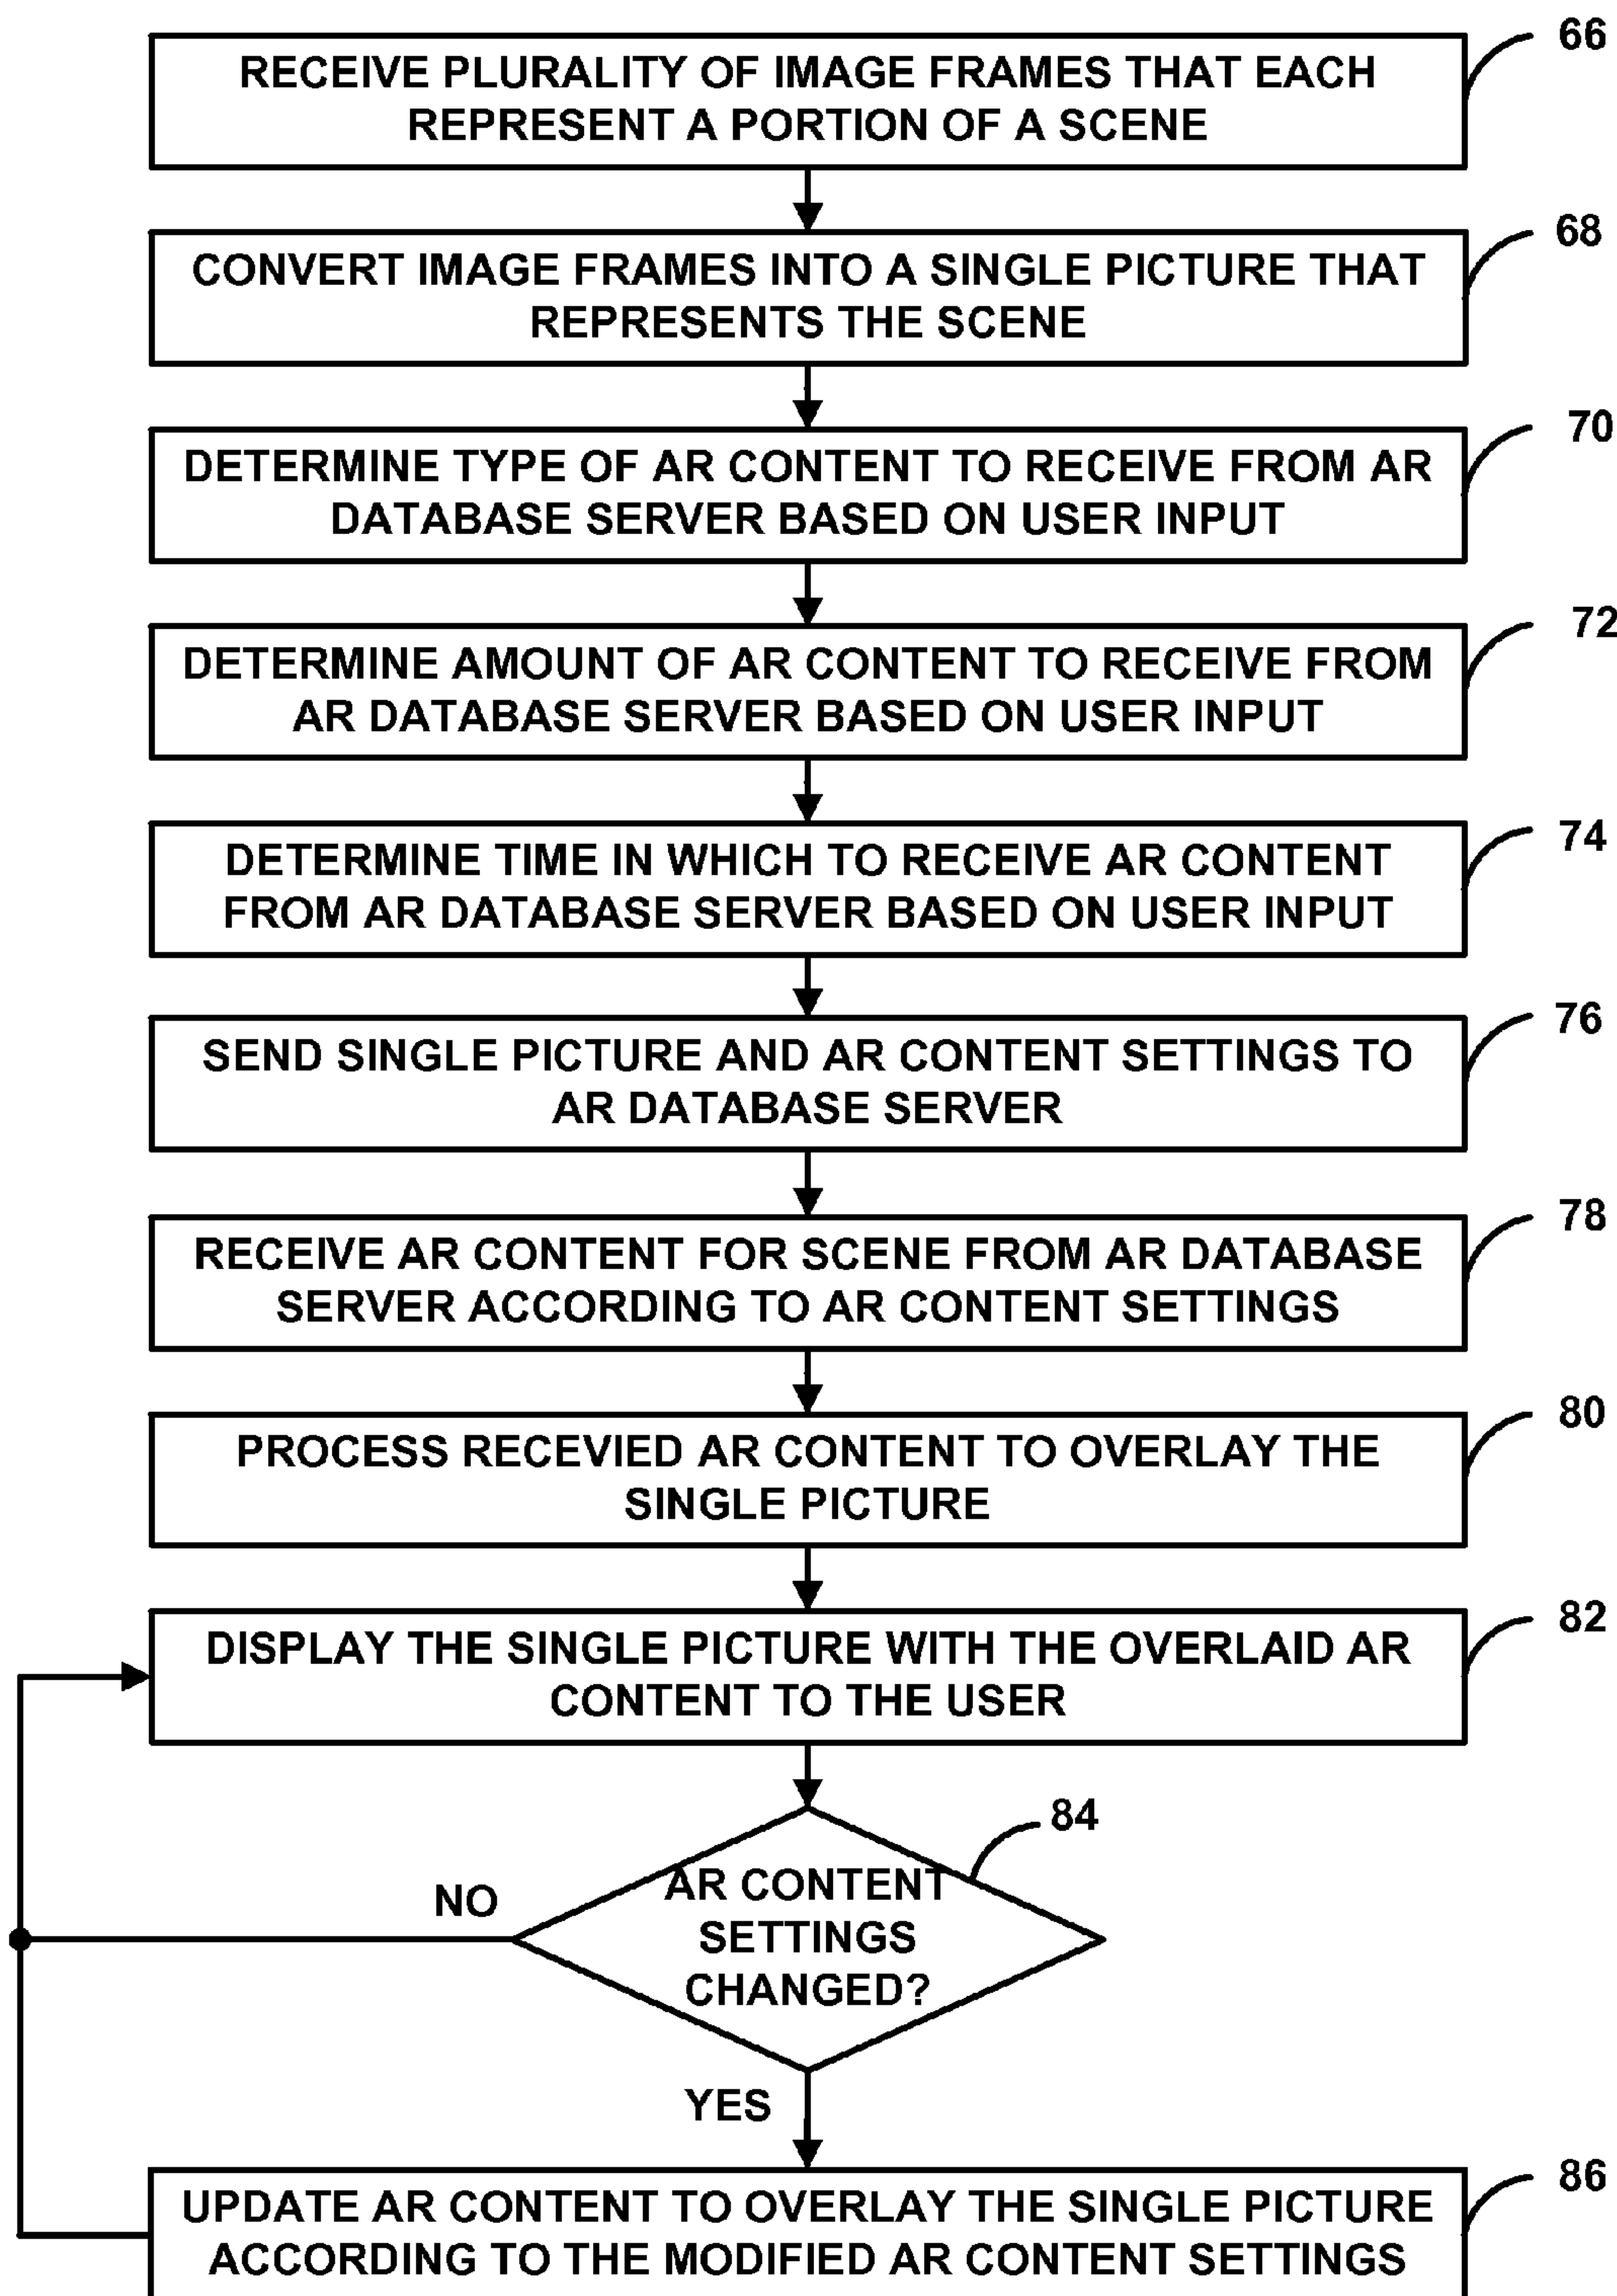 66
RECEIVE PLURALITY OF IMAGE FRAMES THAT EACH
REPRESENT A PORTION OF A SCENE
68
CONVERT IMAGE FRAMES INTO A SINGLE PICTURE THAT
REPRESENTS THE SCENE
70
DETERMINE TYPE OF AR CONTENT TO RECEIVE FROM AR
DATABASE SERVER BASED ON USER INPUT
72
DETERMINE AMOUNT OF AR CONTENT TO RECEIVE FROM
AR DATABASE SERVER BASED ON USER INPUT
74
DETERMINE TIME IN WHICH TO RECEIVE AR CONTENT
FROM AR DATABASE SERVER BASED ON USER INPUT
76
SEND SINGLE PICTURE AND AR CONTENT SETTINGS TO
AR DATABASE SERVER
78
RECEIVE AR CONTENT FOR SCENE FROM AR DATABASE
SERVER ACCORDING TO AR CONTENT SETTINGS
80
PROCESS RECEVIED AR CONTENT TO OVERLAY THE
SINGLE PICTURE
82
DISPLAY THE SINGLE PICTURE WITH THE OVERLAID AR
CONTENT TO THE USER
84
AR CONTENT
SETTINGS
CHANGED?
NO
YES
86
UPDATE AR CONTENT TO OVERLAY THE SINGLE PICTURE
ACCORDING TO THE MODIFIED AR CONTENT SETTINGS